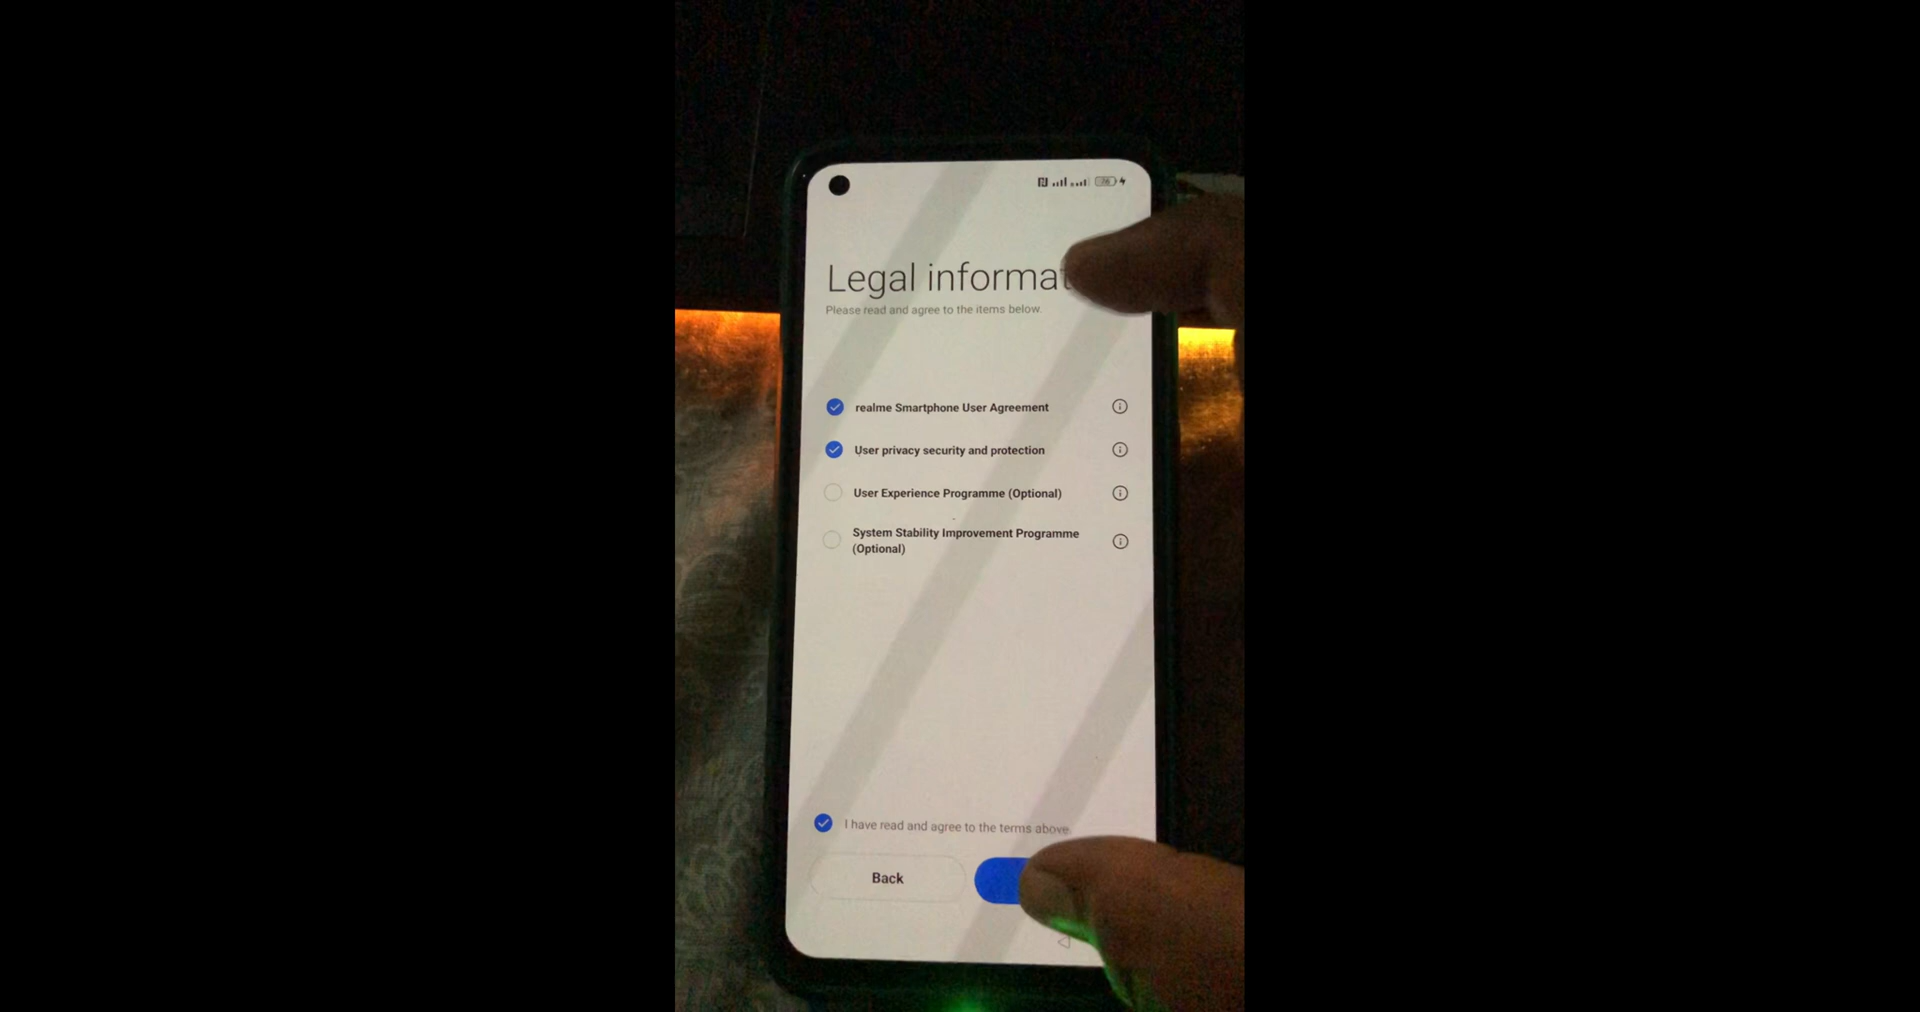 Legal informat
Please read and agree to the items below.
realme Smartphone User Agreement
User privacy security and protection
User Experience Programme (Optional)
System Stability Improvement Programme
(Optional)
I have read and agree to the terms above.
Back